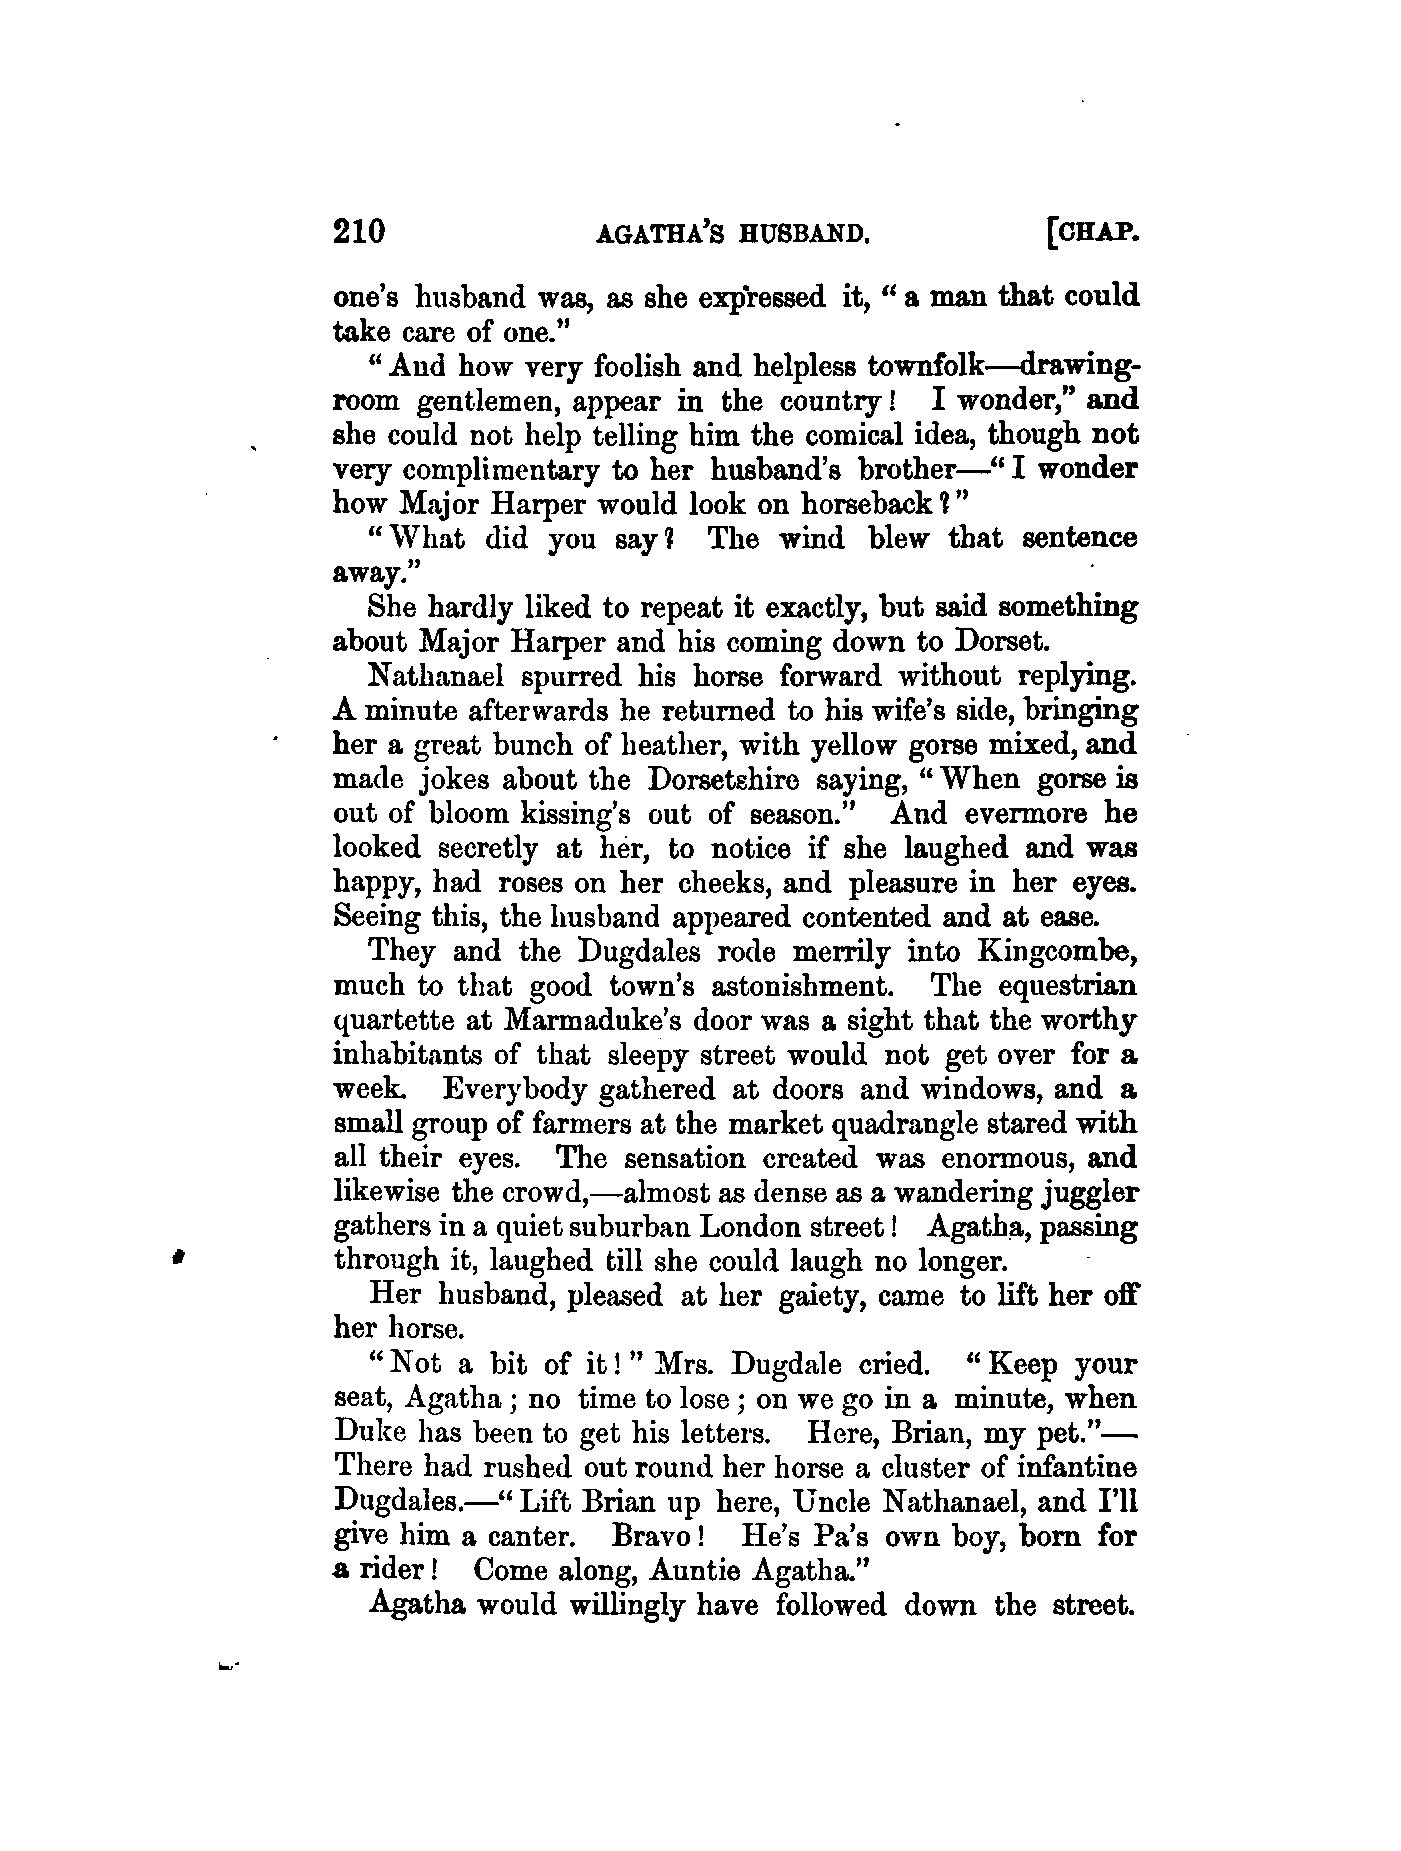 210 AGATHA'S HUSBAND. [CHAP.
one's husband was, as she expressed it, “ a man that could
take care of one.”
“ And how very foolish and helpless townfolk—drawing-
room gentlemen, appear in the country! I wonder,” and
she could not help telling him the comical idea, though not
very complimentary to her husband's brother—“ I wonder
how Major Harper would look on horseback?”
“ What did you say? The wind blew that sentence
away.”
She hardly liked to repeat it exactly, but said something
about Major Harper and his coming down to Dorset.
Nathanael spurred his horse forward without replying.
A minute afterwards he returned to his wife's side, bringing
her a great bunch of heather, with yellow gorse mixed, and
made jokes about the Dorsetshire saying, “ When gorse is
out of bloom kissing's out of season.” And evermore he
looked secretly at her, to notice if she laughed and was
happy, had roses on her cheeks, and pleasure in her eyes.
Seeing this, the husband appeared contented and at ease.
They and the Dugdales rode merrily into Kingcombe,
much to that good town's astonishment. The equestrian
quartette at Marmaduke's door was a sight that the worthy
inhabitants of that sleepy street would not get over for a
week. Everybody gathered at doors and windows, and a
small group of farmers at the market quadrangle stared with
all their eyes. The sensation created was enormous, and
likewise the crowd,—almost as dense as a wandering juggler
gathers in a quiet suburban London street! Agatha, passing
through it, laughed till she could laugh no longer.
Her husband, pleased at her gaiety, came to lift her off
her horse.
“ Not a bit of it!” Mrs. Dugdale cried. “ Keep your
seat, Agatha; no time to lose; on we go in a minute, when
Duke has been to get his letters. Here, Brian, my pet.”—
There had rushed out round her horse a cluster of infantine
Dugdales.—“ Lift Brian up here, Uncle Nathanael, and I'll
give him a canter. Bravo! He's Pa's own boy, born for
a rider! Come along, Auntie Agatha.”
Agatha would willingly have followed down the street.